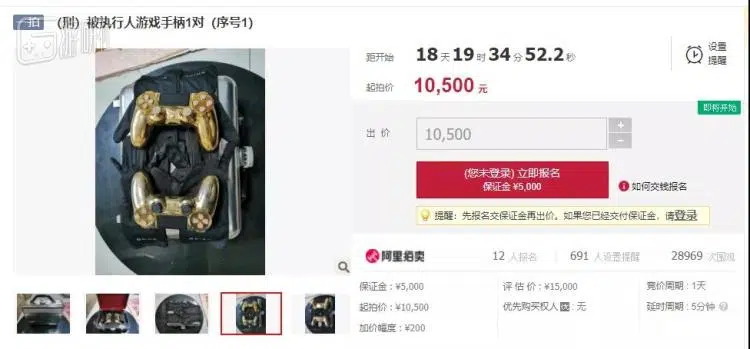 一拍
（刑）被执行人游戏手柄1对（序号1）
距开始
18 天 19 时 34 分 52.2 秒
设置
提醒
起拍价
10,500 元
即将开始
出 价
10,500
+
−
(您未登录) 立即报名
保证金 ¥5,000
如何交钱报名
提醒：先报名交保证金再出价。如果您已经交付保证金，请登录
阿里拍卖
12 人报名
691 人设置提醒
28969 次围观
保证金：¥5,000
评 估 价：¥15,000
竞价周期：1天
起拍价：¥10,500
优先购买权人：无
延时周期：5分钟
加价幅度：¥200